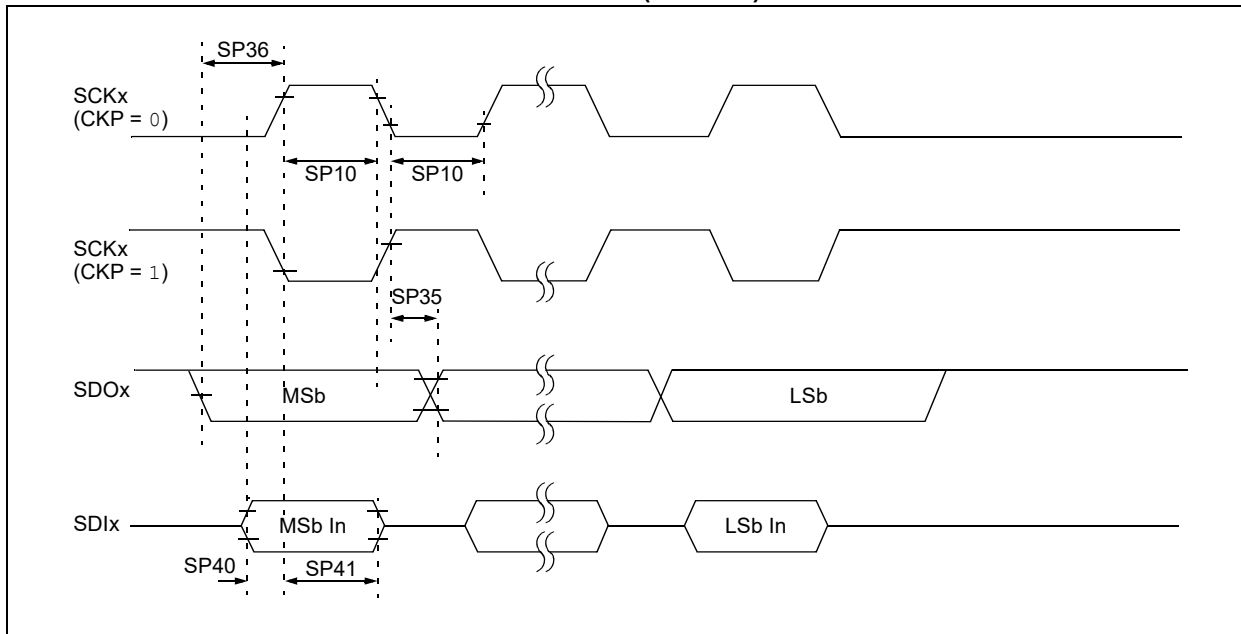 SP36
SCKx
(CKP = 0)
SP10
SP10
SCKx
(CKP = 1)
SP35
SDOx
MSb
LSb
SDIx
MSb In
LSb In
SP40
SP41